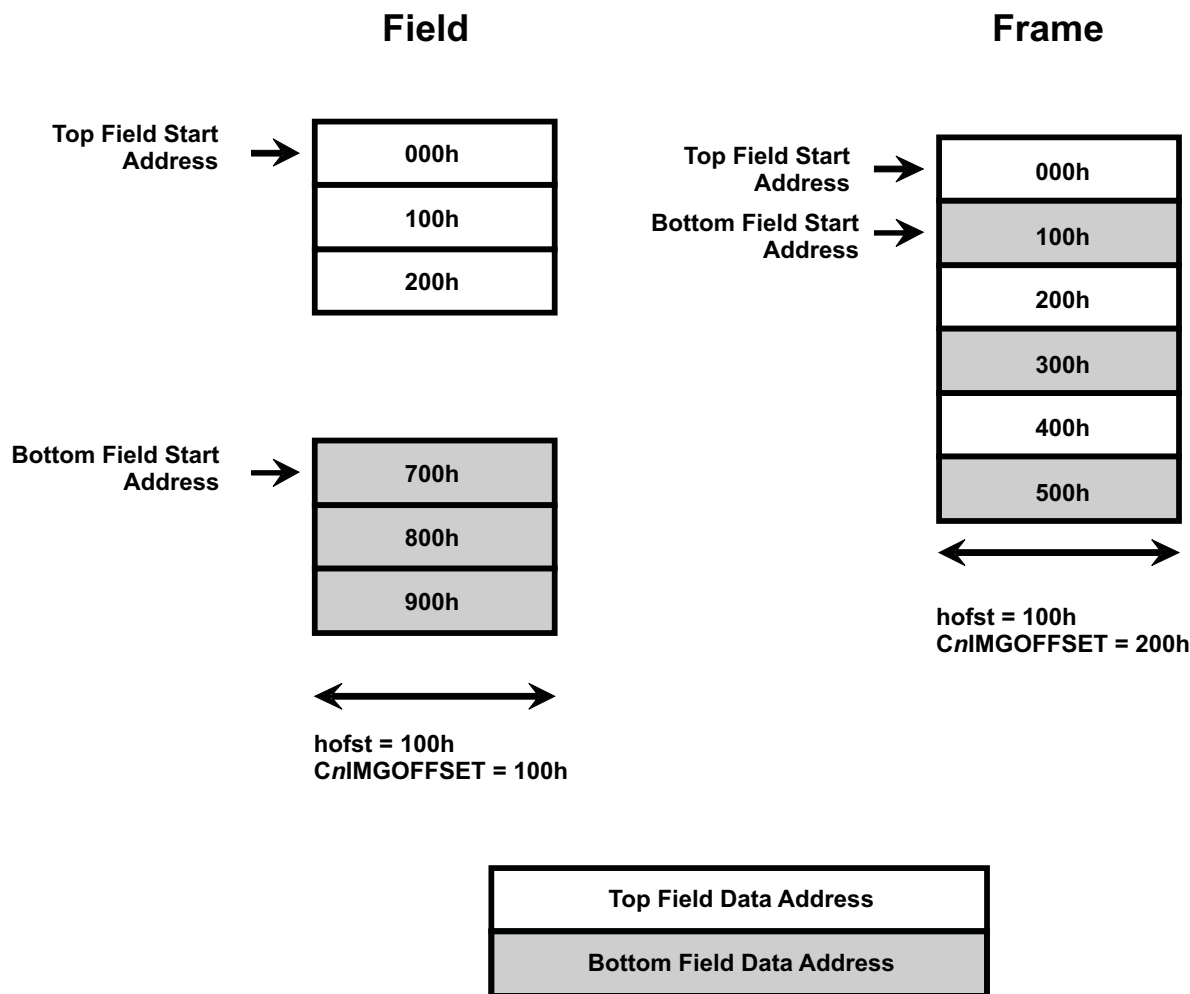 Field
Top Field Start
Address
000h
100h
200h
Bottom Field Start
Address
700h
800h
900h
hofst = 100h
CnIMGOFFSET = 100h
Frame
Top Field Start
Address
Bottom Field Start
Address
000h
100h
200h
300h
400h
500h
hofst = 100h
CnIMGOFFSET = 200h
Top Field Data Address
Bottom Field Data Address